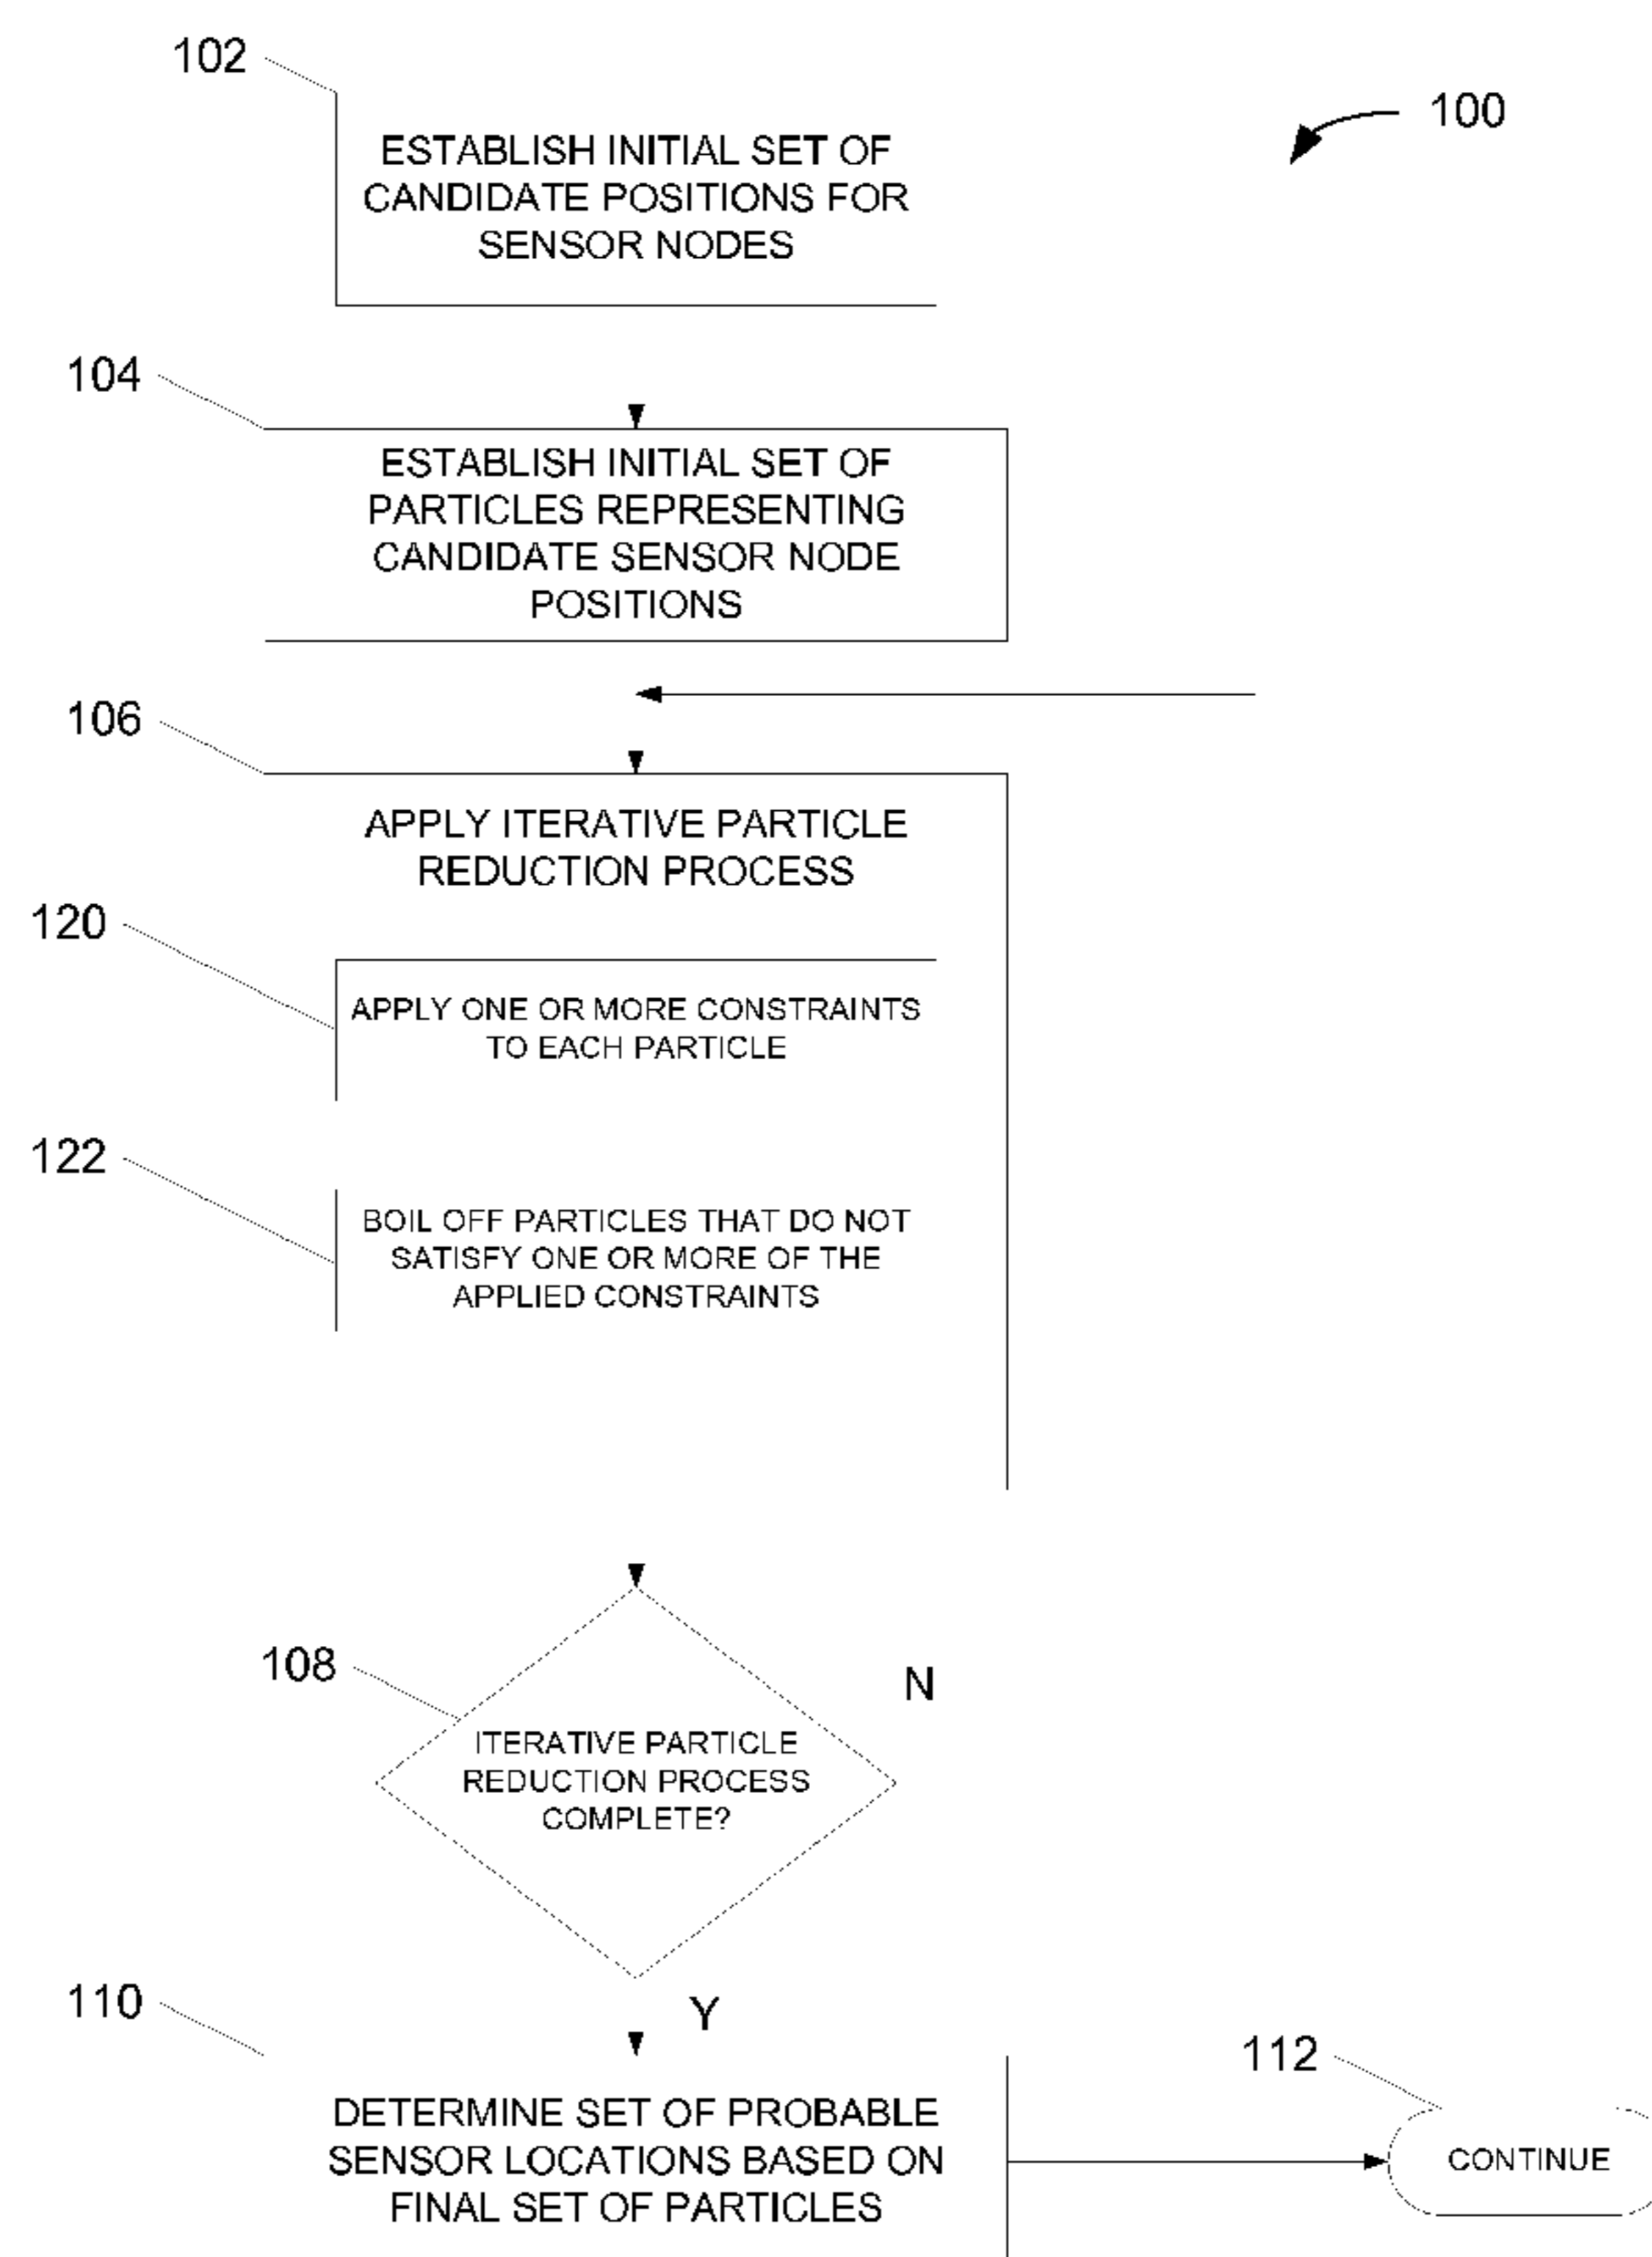 102
100
ESTABLISH INITIAL SET OF
CANDIDATE POSITIONS FOR
SENSOR NODES
104
ESTABLISH INITIAL SET OF
PARTICLES REPRESENTING
CANDIDATE SENSOR NODE
POSITIONS
106
APPLY ITERATIVE PARTICLE
REDUCTION PROCESS
120
APPLY ONE OR MORE CONSTRAINTS
TO EACH PARTICLE
122
BOIL OFF PARTICLES THAT DO NOT
SATISFY ONE OR MORE OF THE
APPLIED CONSTRAINTS
108
N
ITERATIVE PARTICLE
REDUCTION PROCESS
COMPLETE?
Y
110
DETERMINE SET OF PROBABLE
SENSOR LOCATIONS BASED ON
FINAL SET OF PARTICLES
112
CONTINUE